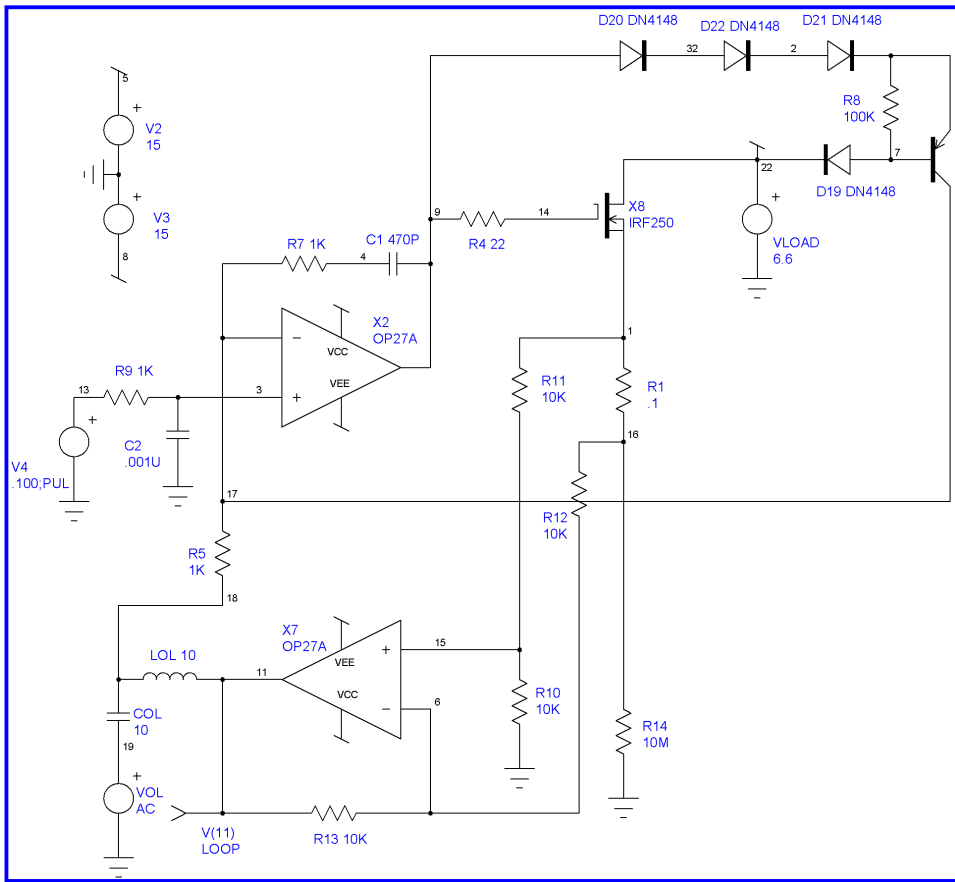 D20 DN4148
D22 DN4148
D21 DN4148
32
2
5
+
V2
15
R8
100K
7
22
D19 DN4148
+
V3
15
8
9
R4 22
14
X8
IRF250
+
VLOAD
6.6
R7 1K
4
C1 470P
X2
OP27A
VCC
VEE
−
+
1
R9 1K
13
3
R11
10K
R1
.1
+
V4
.100;PUL
C2
.001U
16
17
R12
10K
R5
1K
18
X7
OP27A
VEE
VCC
+
−
15
6
LOL 10
11
R10
10K
COL
10
19
R14
10M
+
VOL
AC
V(11)
LOOP
R13 10K